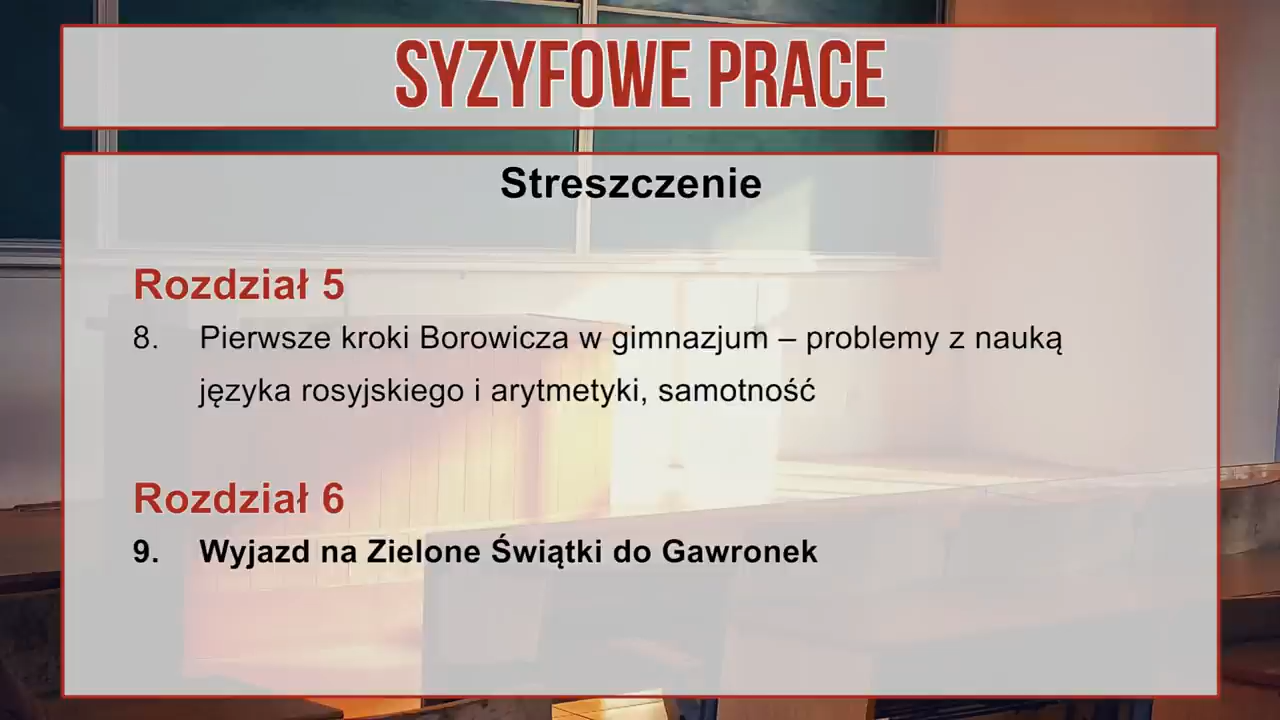 SYZYFOWE PRACE
Streszczenie
Rozdział 5
8. Pierwsze kroki Borowicza w gimnazjum – problemy z nauką
języka rosyjskiego i arytmetyki, samotność
Rozdział 6
9. Wyjazd na Zielone Świątki do Gawronek